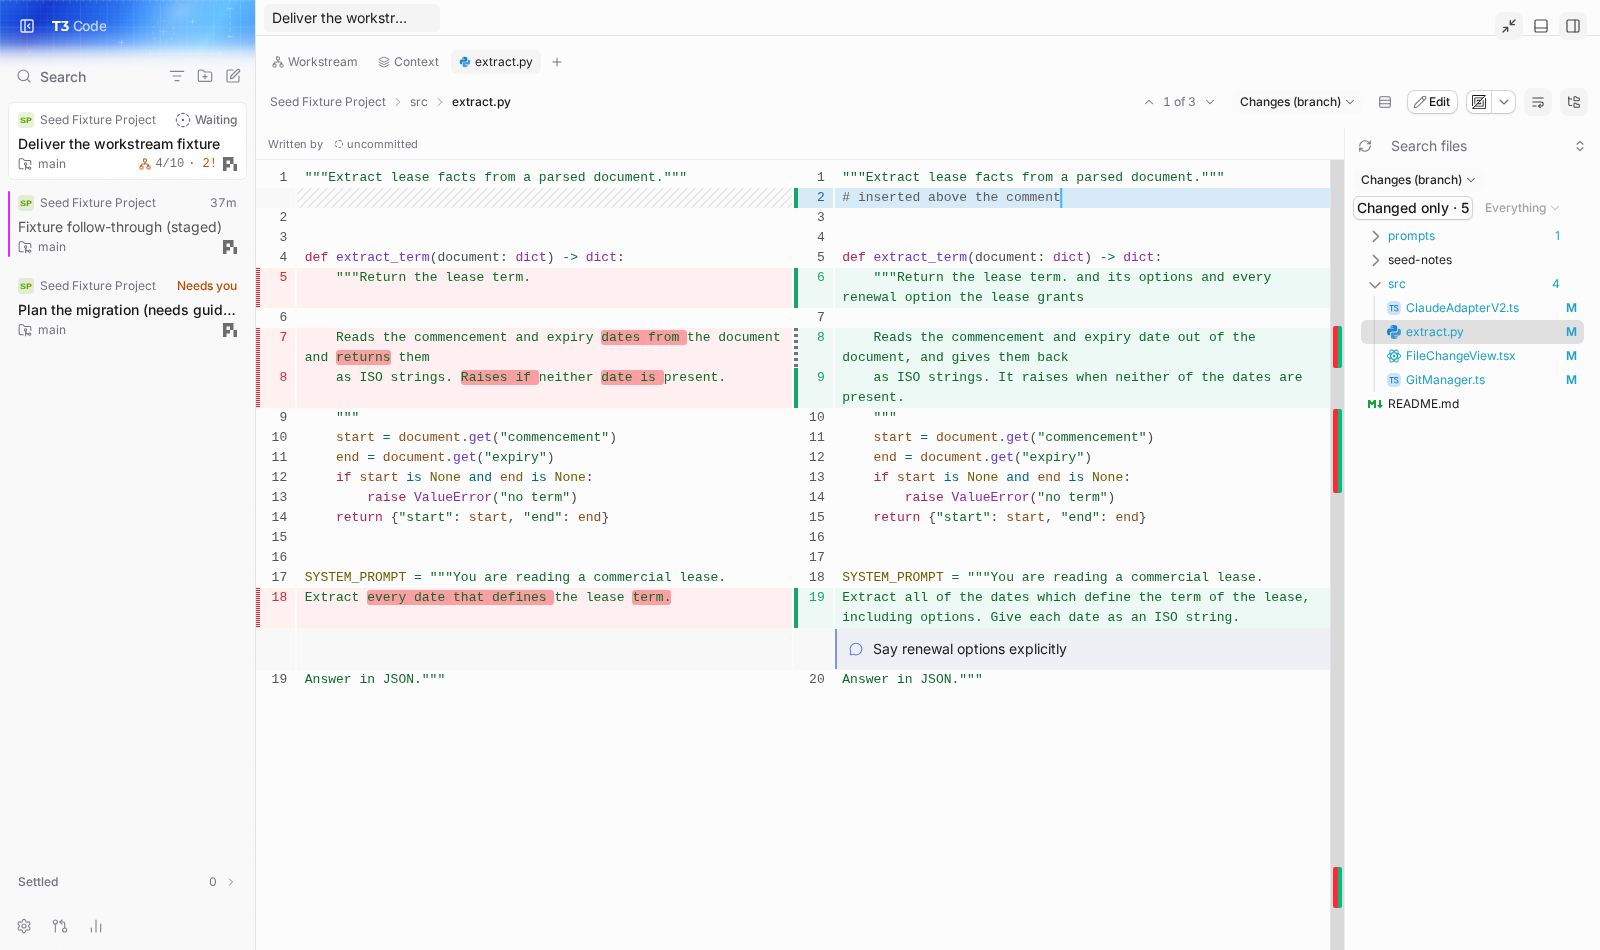 T3 Code
Deliver the workstr...
Search
Workstream
Context
extract.py
Seed Fixture Project
src
extract.py
1 of 3
Changes (branch)
Edit
SP Seed Fixture Project
Waiting
Deliver the workstream fixture
main
4/10 · 2!
SP Seed Fixture Project
37m
Fixture follow-through (staged)
main
SP Seed Fixture Project
Needs you
Plan the migration (needs guid...
main
Settled
0
Written by
uncommitted
1 """Extract lease facts from a parsed document."""
2
3
4 def extract_term(document: dict) -> dict:
5     """Return the lease term.
6
7     Reads the commencement and expiry dates from the document
and returns them
8     as ISO strings. Raises if neither date is present.
9     """
10     start = document.get("commencement")
11     end = document.get("expiry")
12     if start is None and end is None:
13         raise ValueError("no term")
14     return {"start": start, "end": end}
15
16
17 SYSTEM_PROMPT = """You are reading a commercial lease.
18 Extract every date that defines the lease term.
19 Answer in JSON."""
1 """Extract lease facts from a parsed document."""
2 # inserted above the comment
3
4
5 def extract_term(document: dict) -> dict:
6     """Return the lease term. and its options and every
renewal option the lease grants
7
8     Reads the commencement and expiry date out of the
document, and gives them back
9     as ISO strings. It raises when neither of the dates are
present.
10     """
11     start = document.get("commencement")
12     end = document.get("expiry")
13     if start is None and end is None:
14         raise ValueError("no term")
15     return {"start": start, "end": end}
16
17
18 SYSTEM_PROMPT = """You are reading a commercial lease.
19 Extract all of the dates which define the term of the lease,
including options. Give each date as an ISO string.
Say renewal options explicitly
20 Answer in JSON."""
Search files
Changes (branch)
Changed only · 5
Everything
prompts 1
seed-notes
src 4
TS ClaudeAdapterV2.ts M
extract.py M
FileChangeView.tsx M
TS GitManager.ts M
M README.md